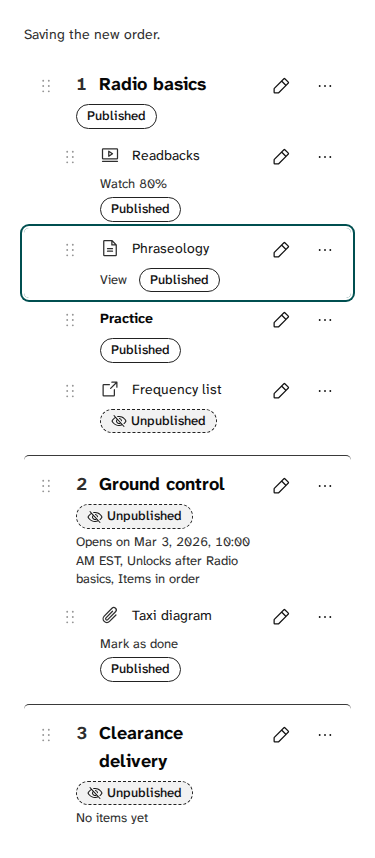 Saving the new order.
1 Radio basics
Published
Readbacks
Watch 80%
Published
Phraseology
View Published
Practice
Published
Frequency list
Unpublished
2 Ground control
Unpublished
Opens on Mar 3, 2026, 10:00
AM EST, Unlocks after Radio
basics, Items in order
Taxi diagram
Mark as done
Published
3 Clearance
delivery
Unpublished
No items yet